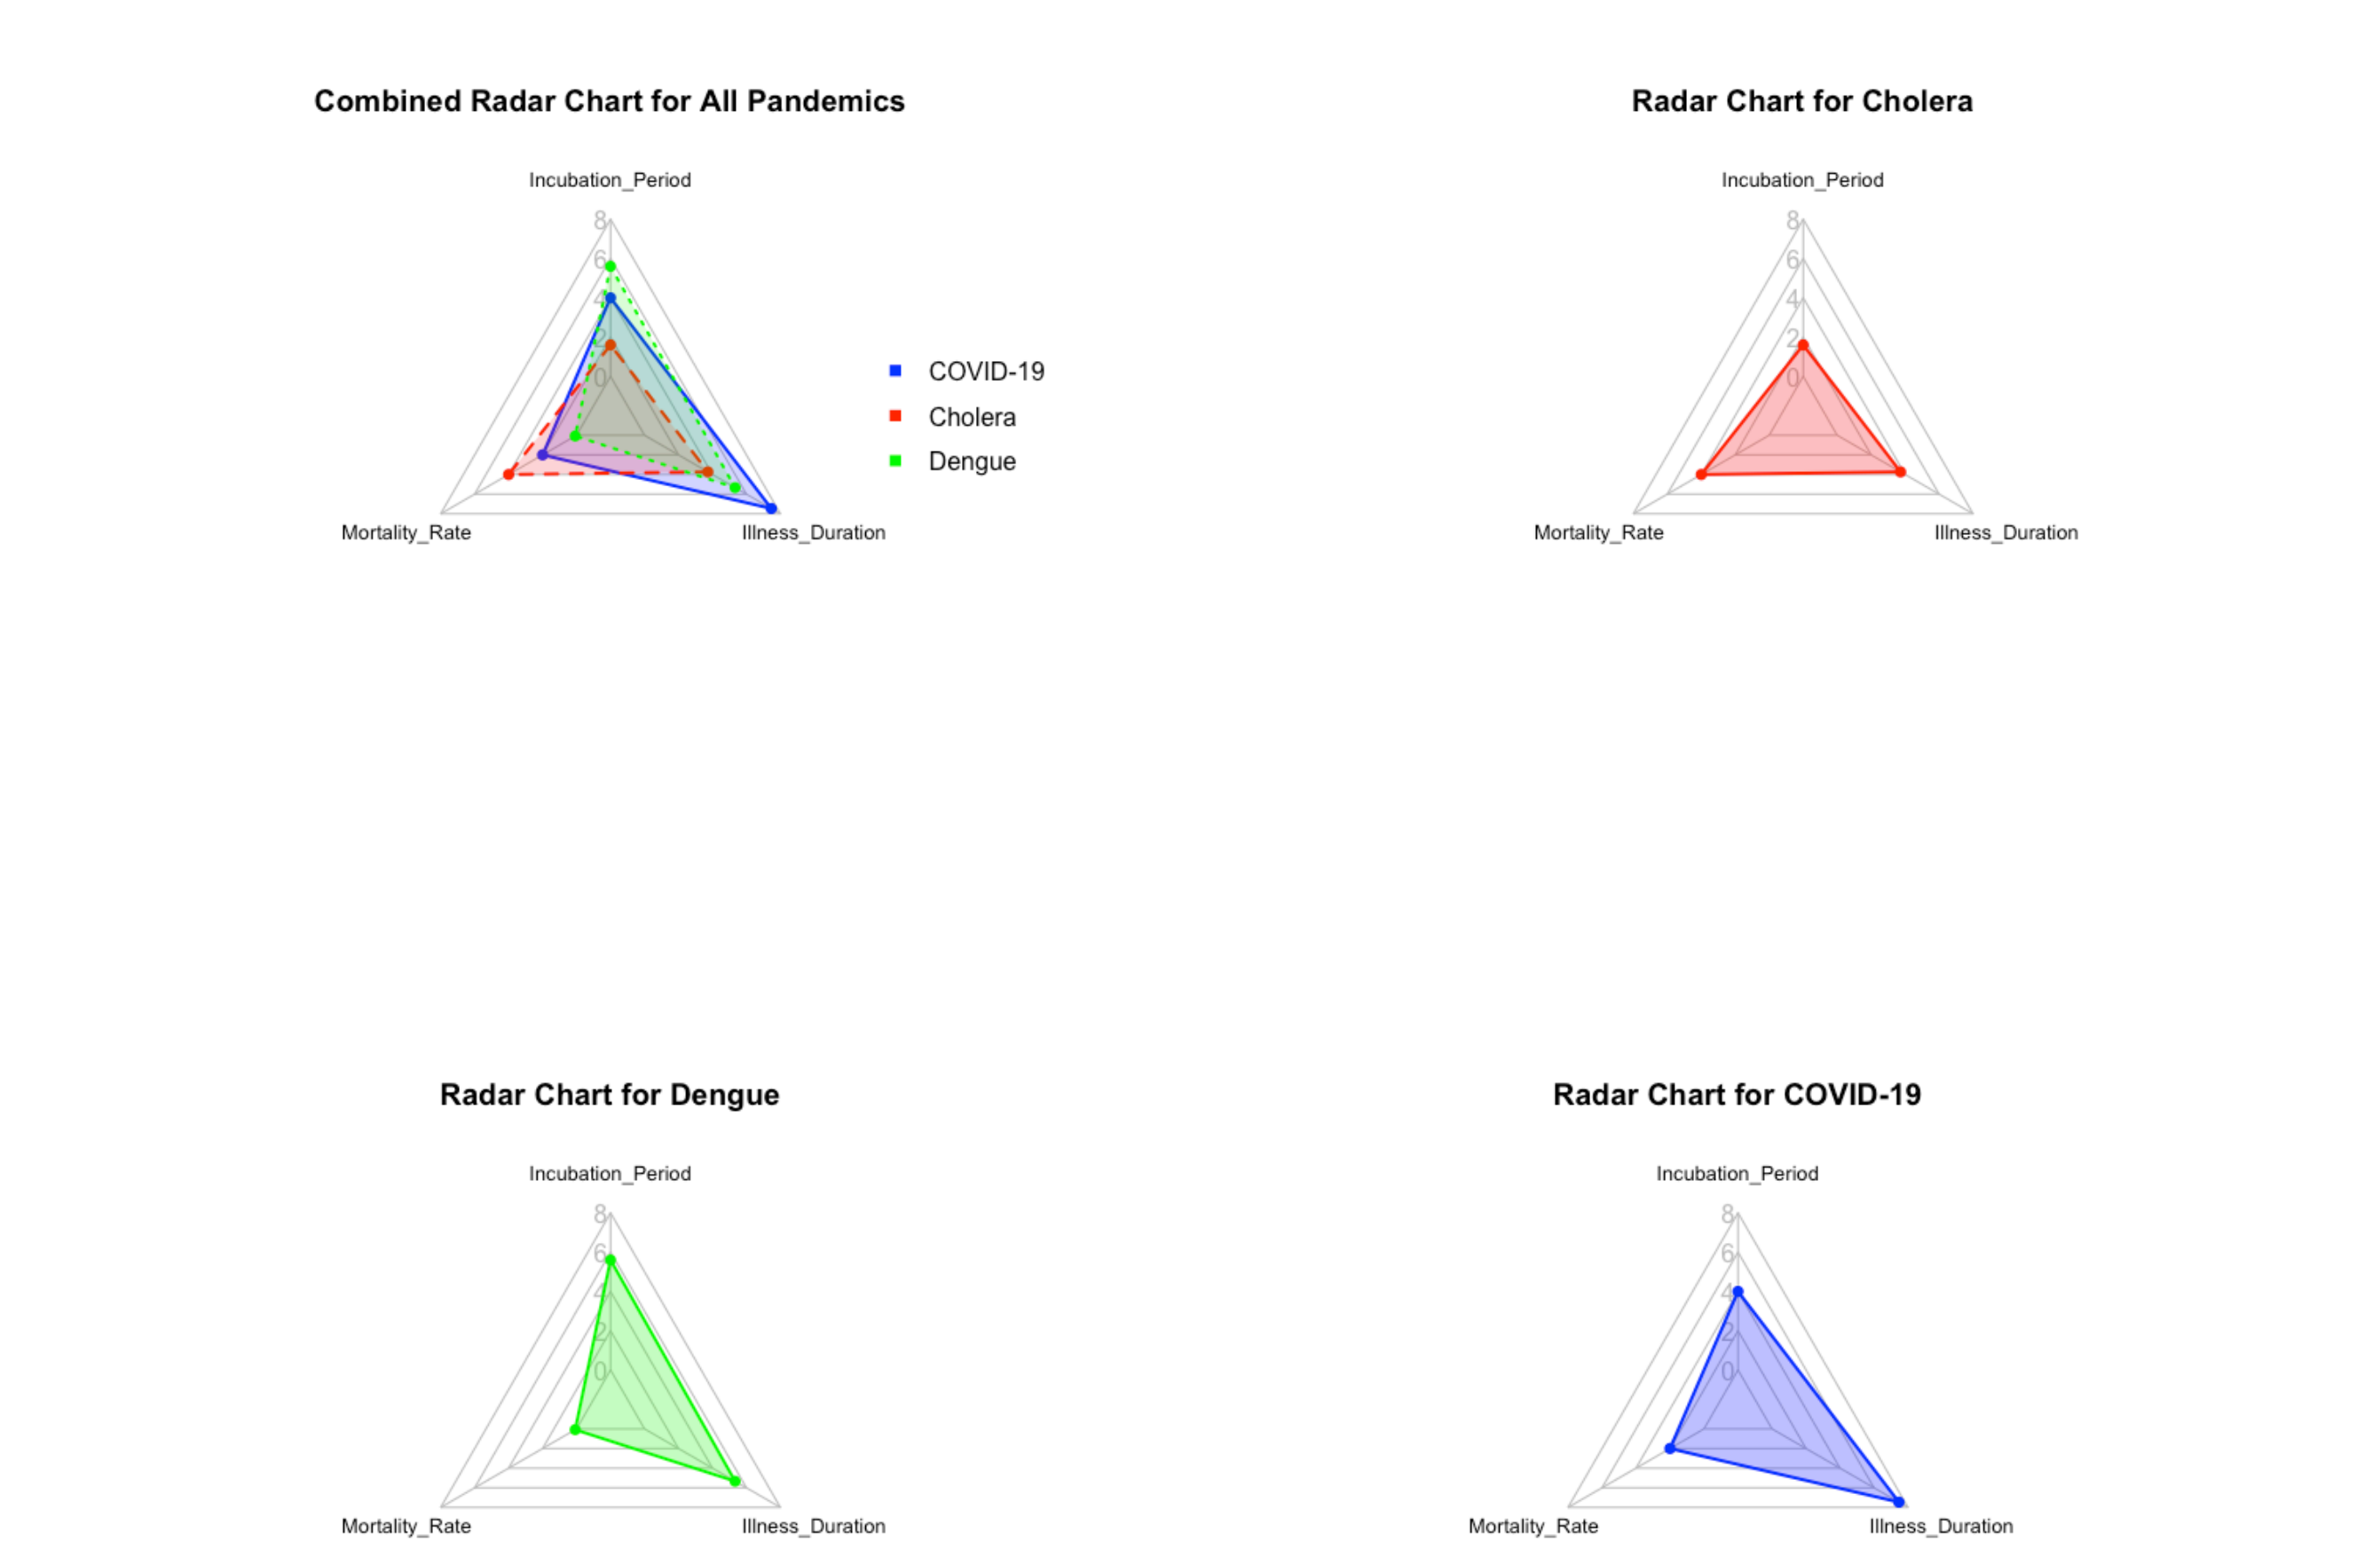 Combined Radar Chart for All Pandemics
Incubation_Period
8
6
4
2
0
Mortality_Rate
Illness_Duration
COVID-19
Cholera
Dengue
Radar Chart for Cholera
Incubation_Period
8
6
4
2
0
Mortality_Rate
Illness_Duration
Radar Chart for Dengue
Incubation_Period
8
6
4
2
0
Mortality_Rate
Illness_Duration
Radar Chart for COVID-19
Incubation_Period
8
6
4
2
0
Mortality_Rate
Illness_Duration